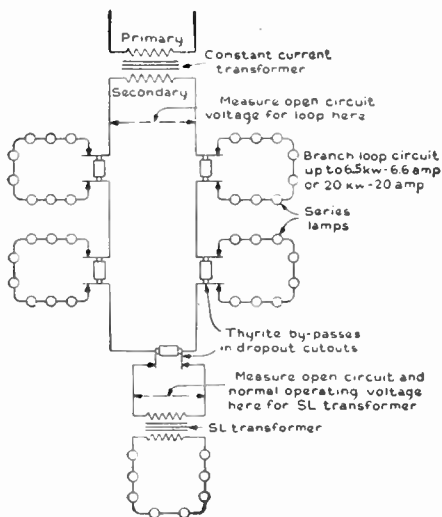 Primary
Constant current
transformer
Secondary
Measure open circuit
voltage for loop here
Branch loop circuit
up to 6.5 kw-6.6 amp
or 20 kw-20 amp
Series
lamps
Thyrite by-passes
in dropout cutouts
Measure open circuit and
normal operating voltage
here for SL transformer
SL transformer